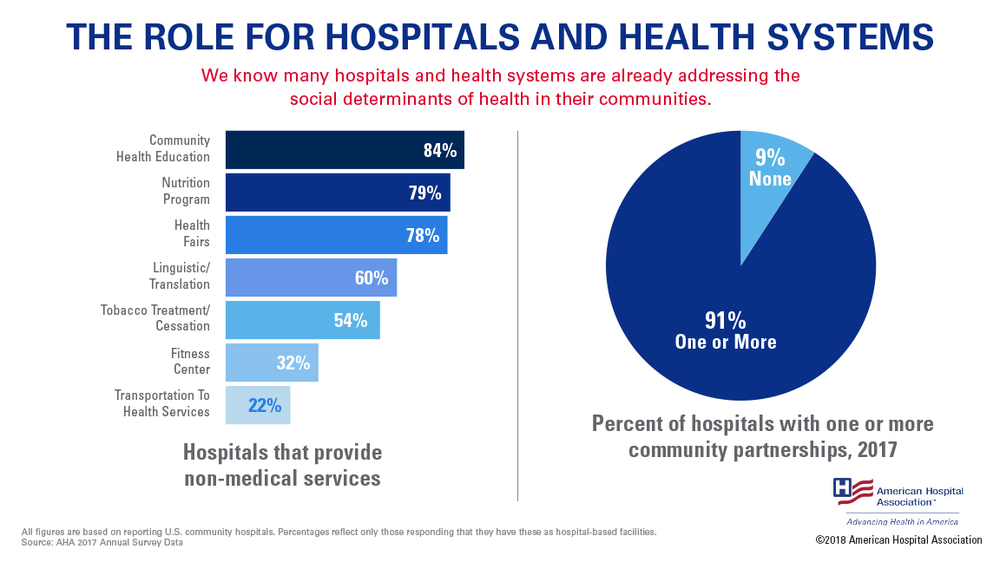 THE ROLE FOR HOSPITALS AND HEALTH SYSTEMS
We know many hospitals and health systems are already addressing the
social determinants of health in their communities.
Community
Health Education
84%
Nutrition
Program
79%
Health
Fairs
78%
Linguistic/
Translation
60%
Tobacco Treatment/
Cessation
54%
Fitness
Center
32%
Transportation To
Health Services
22%
Hospitals that provide
non-medical services
9%
None
91%
One or More
Percent of hospitals with one or more
community partnerships, 2017
H
American Hospital
Association™
Advancing Health in America
All figures are based on reporting U.S. community hospitals. Percentages reflect only those responding that they have these as hospital-based facilities.
Source: AHA 2017 Annual Survey Data
©2018 American Hospital Association